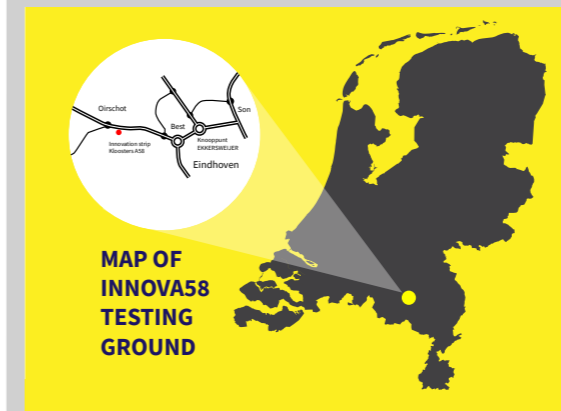 Oirschot
Son
Best
Innovation strip
Kloosters A58
Knooppunt
EKKERSWEIJER
Eindhoven
MAP OF
INNOVA58
TESTING
GROUND